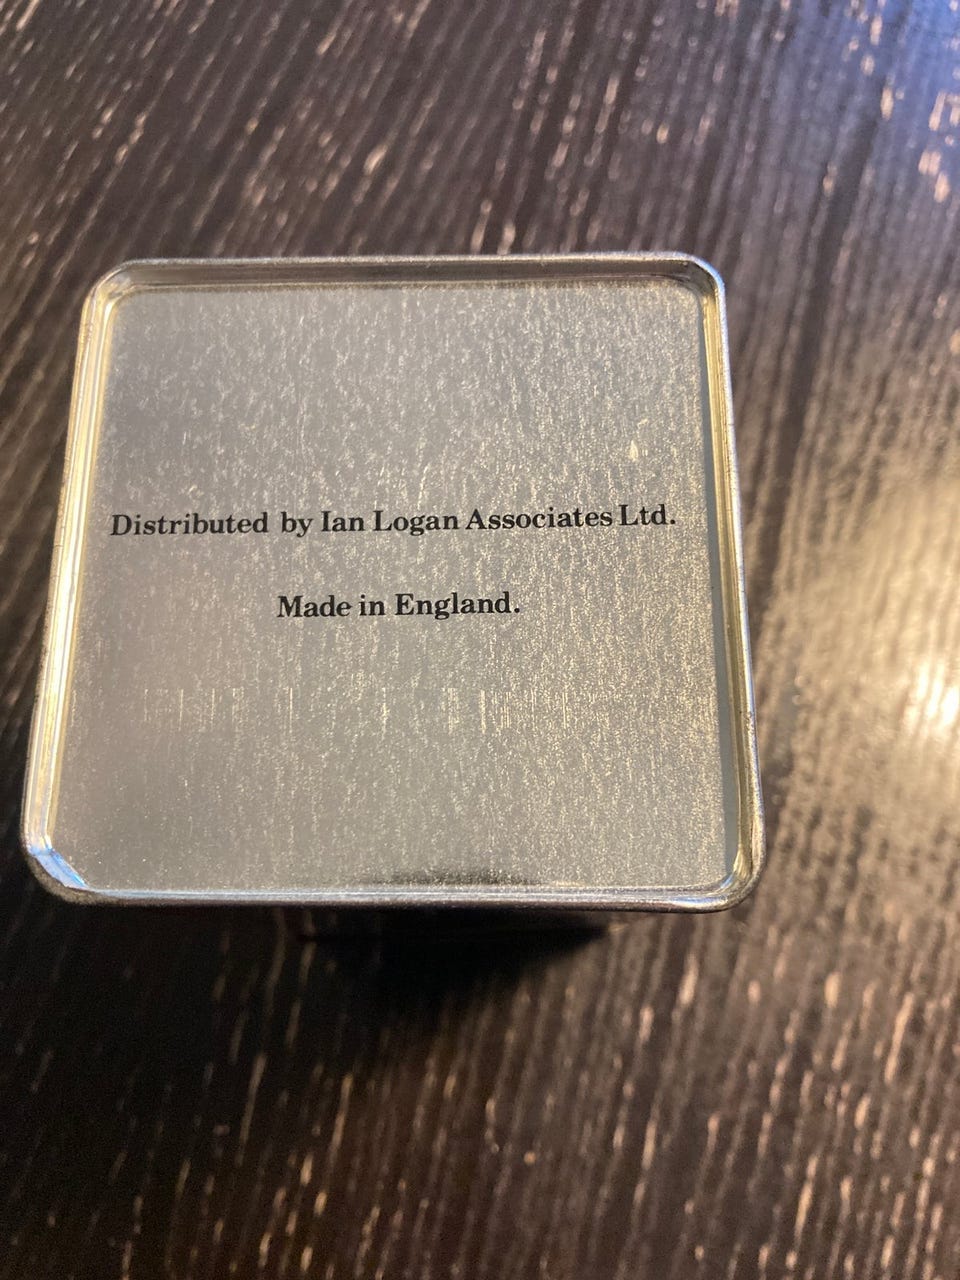 Distributed by Ian Logan Associates Ltd.
Made in England.